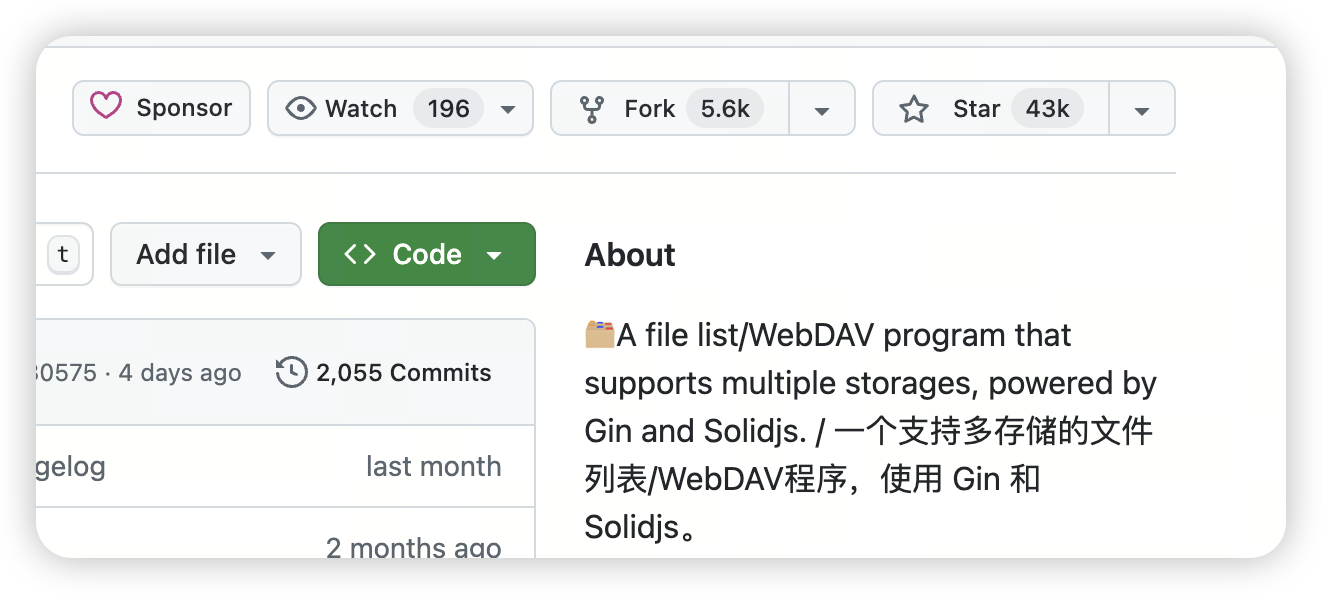 Sponsor
Watch 196
Fork 5.6k
Star 43k
t
Add file
Code
About
30575 · 4 days ago
2,055 Commits
gelog
last month
2 months ago
A file list/WebDAV program that
supports multiple storages, powered by
Gin and Solidjs. / 一个支持多存储的文件
列表/WebDAV程序，使用 Gin 和
Solidjs。